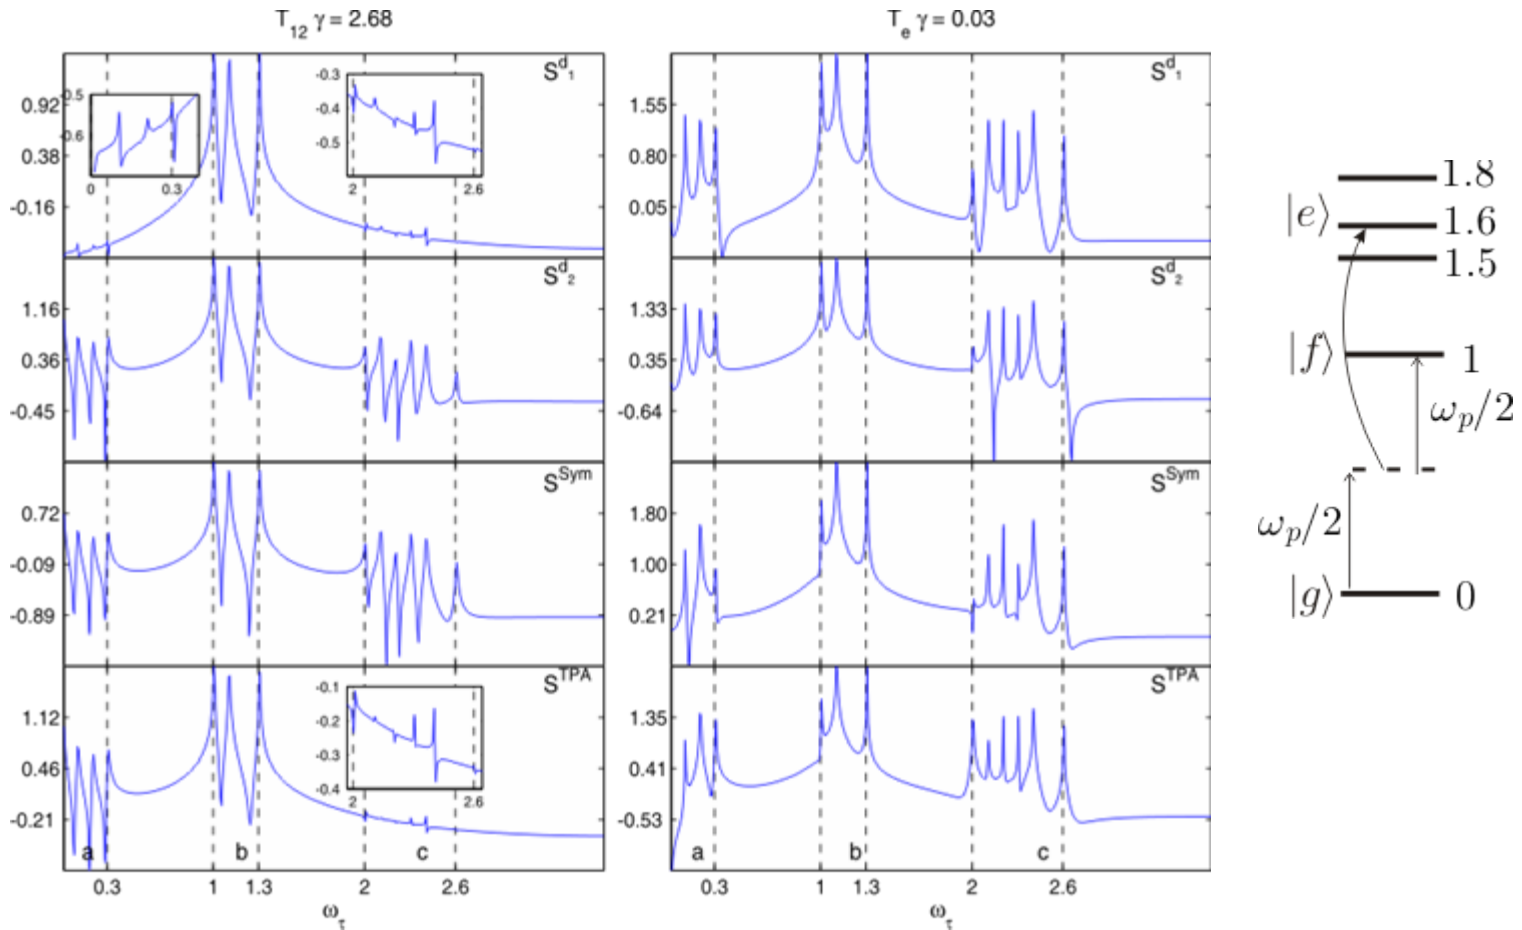 T₁₂ γ = 2.68
0.92
0.38
-0.16
S^d_1
-0.5
-0.6
0
0.3
-0.3
-0.4
-0.5
2
2.6
1.16
0.36
-0.45
S^d_2
0.72
-0.09
-0.89
S^Sym
1.12
0.46
-0.21
S^TPA
-0.1
-0.2
-0.3
-0.4
2
2.6
a
b
c
0.3
1
1.3
2
2.6
ω_τ
T_e γ = 0.03
1.55
0.80
0.05
S^d_1
1.33
0.35
-0.64
S^d_2
1.80
1.00
0.21
S^Sym
1.35
0.41
-0.53
S^TPA
a
b
c
0.3
1
1.3
2
2.6
ω_τ
1.8
|e⟩ 1.6
1.5
|f⟩ 1
ω_p/2
ω_p/2
|g⟩ 0